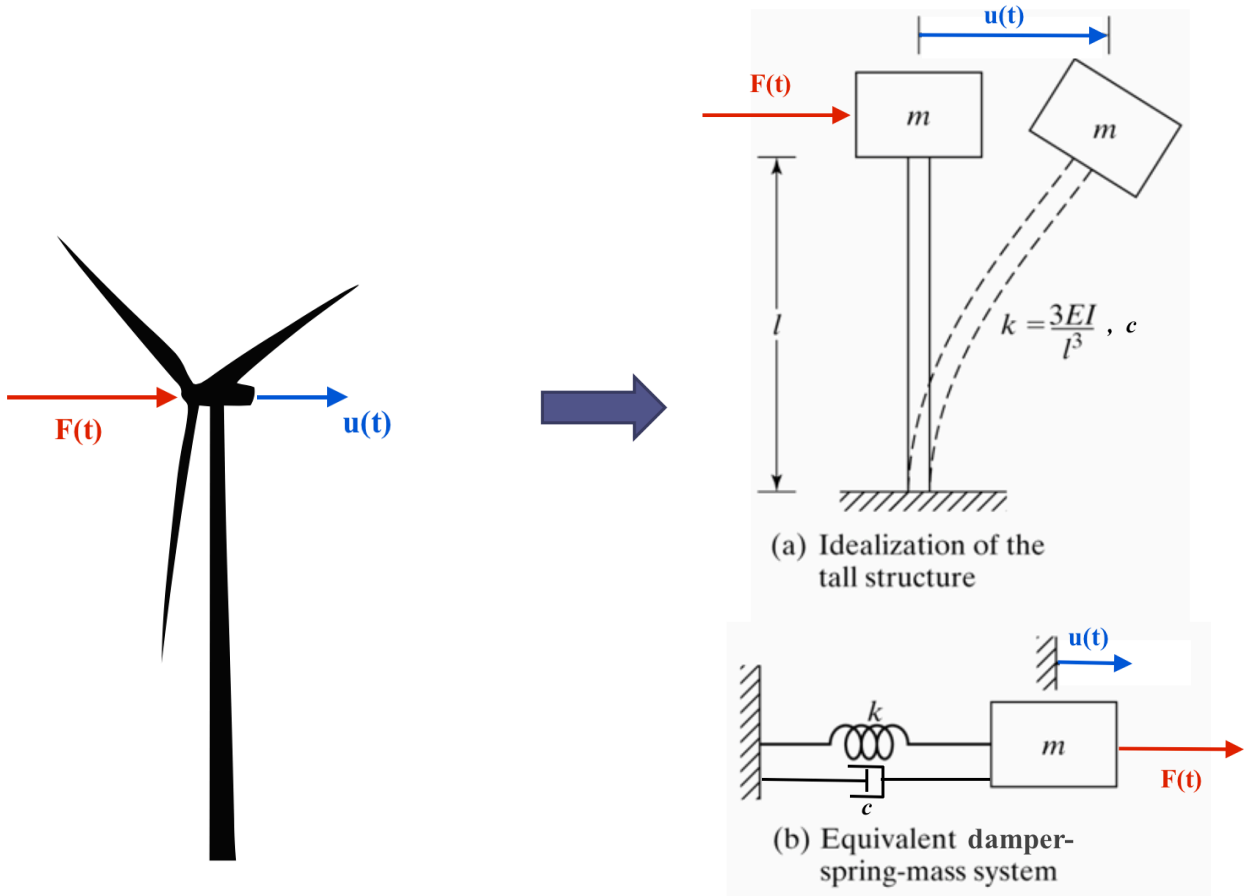 F(t)
u(t)
u(t)
F(t)
m
m
l
k = 3EI / l³ , c
(a) Idealization of the
tall structure
u(t)
k
m
F(t)
c
(b) Equivalent damper-
spring-mass system